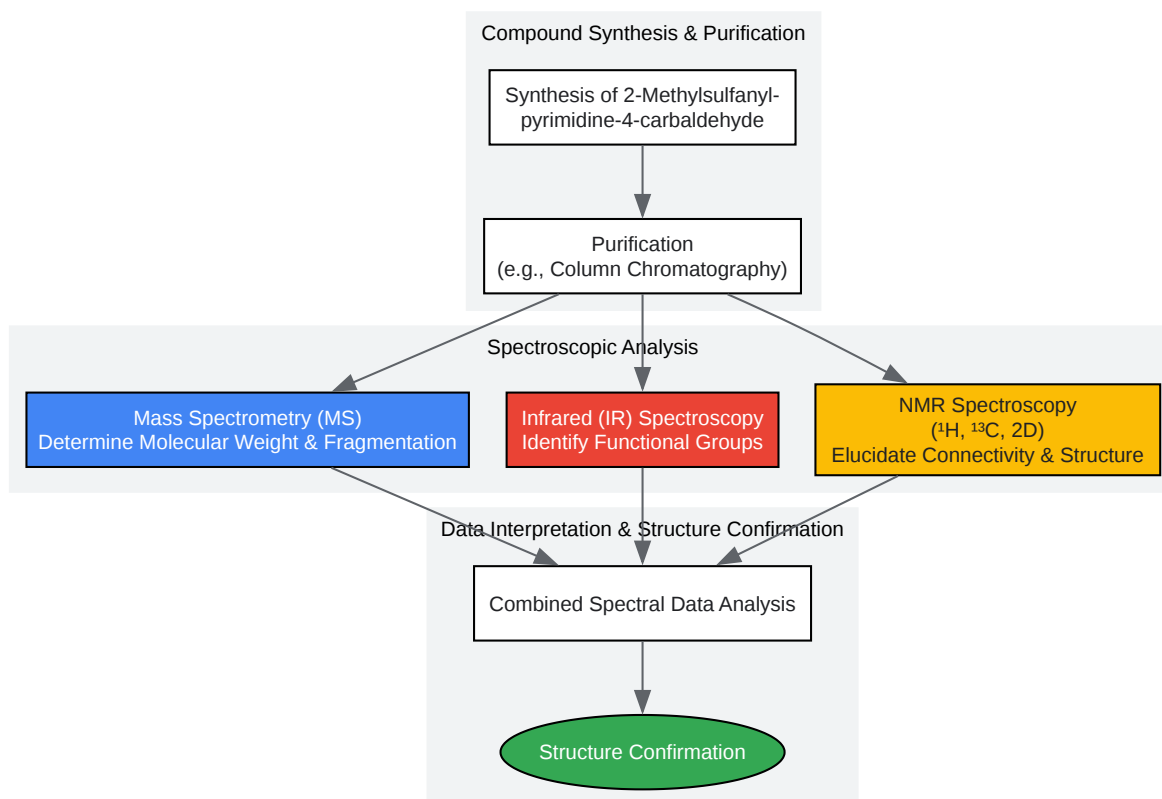 Compound Synthesis & Purification
Synthesis of 2-Methylsulfanyl-
pyrimidine-4-carbaldehyde
Purification
(e.g., Column Chromatography)
Spectroscopic Analysis
Mass Spectrometry (MS)
Determine Molecular Weight & Fragmentation
Infrared (IR) Spectroscopy
Identify Functional Groups
NMR Spectroscopy
(¹H, ¹³C, 2D)
Elucidate Connectivity & Structure
Data Interpretation & Structure Confirmation
Combined Spectral Data Analysis
Structure Confirmation